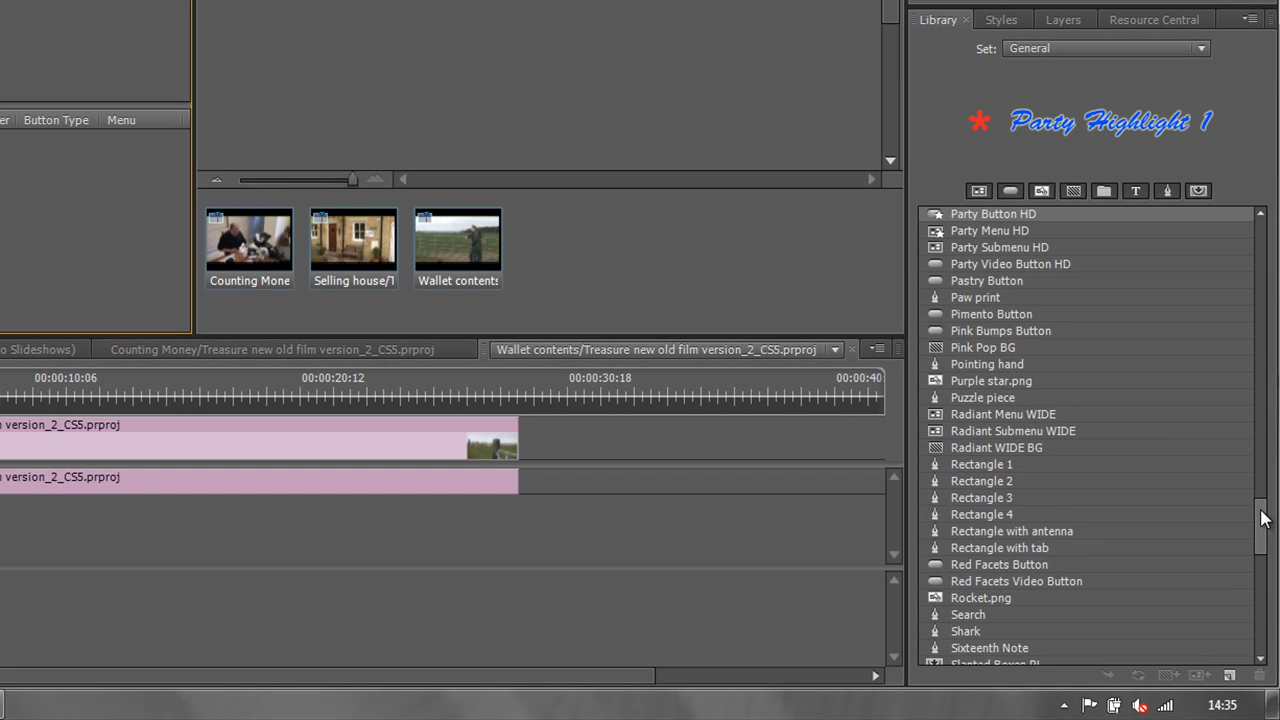 Library
Styles
Layers
Resource Central
Set: General
* Party Highlight 1
er
Button Type
Menu
Party Button HD
Party Menu HD
Party Submenu HD
Party Video Button HD
Pastry Button
Paw print
Pimento Button
Pink Bumps Button
Pink Pop BG
Pointing hand
Purple star.png
Puzzle piece
Radiant Menu WIDE
Radiant Submenu WIDE
Radiant WIDE BG
Rectangle 1
Rectangle 2
Rectangle 3
Rectangle 4
Rectangle with antenna
Rectangle with tab
Red Facets Button
Red Facets Video Button
Rocket.png
Search
Shark
Sixteenth Note
Counting Mone
Selling house/T
Wallet contents
o Slideshows)
Counting Money/Treasure new old film version_2_CS5.prproj
Wallet contents/Treasure new old film version_2_CS5.prproj
00:00:10:06
00:00:20:12
00:00:30:18
00:00:40
version_2_CS5.prproj
version_2_CS5.prproj
14:35